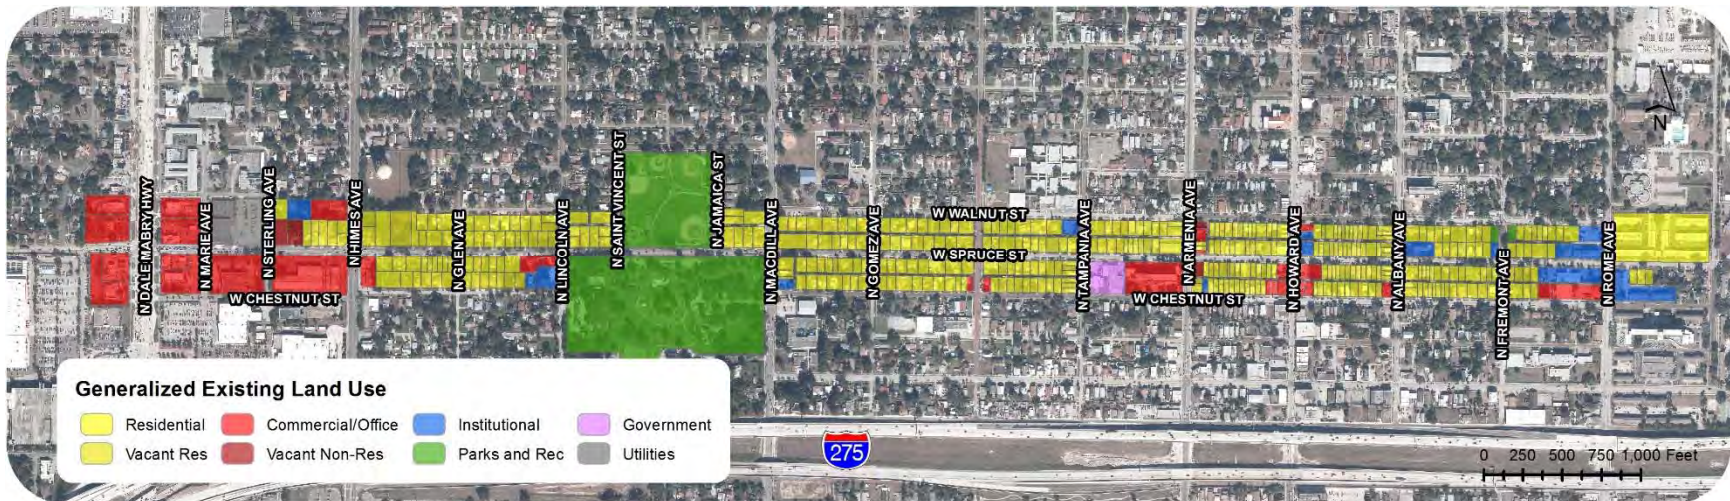 N DALE MABRY HWY
N MARIE AVE
N STERLING AVE
N HIMES AVE
N GLEN AVE
N LINCOLN AVE
N SAINT VINCENT ST
N JAMAICA ST
N MACDILL AVE
N GOMEZ AVE
W WALNUT ST
W SPRUCE ST
N TAMPANIA AVE
N ARMENIA AVE
N HOWARD AVE
N ALBANY AVE
N FREMONT AVE
N ROME AVE
N
W CHESTNUT ST
W CHESTNUT ST
Generalized Existing Land Use
Residential
Commercial/Office
Institutional
Government
Vacant Res
Vacant Non-Res
Parks and Rec
Utilities
275
0 250 500 750 1,000 Feet